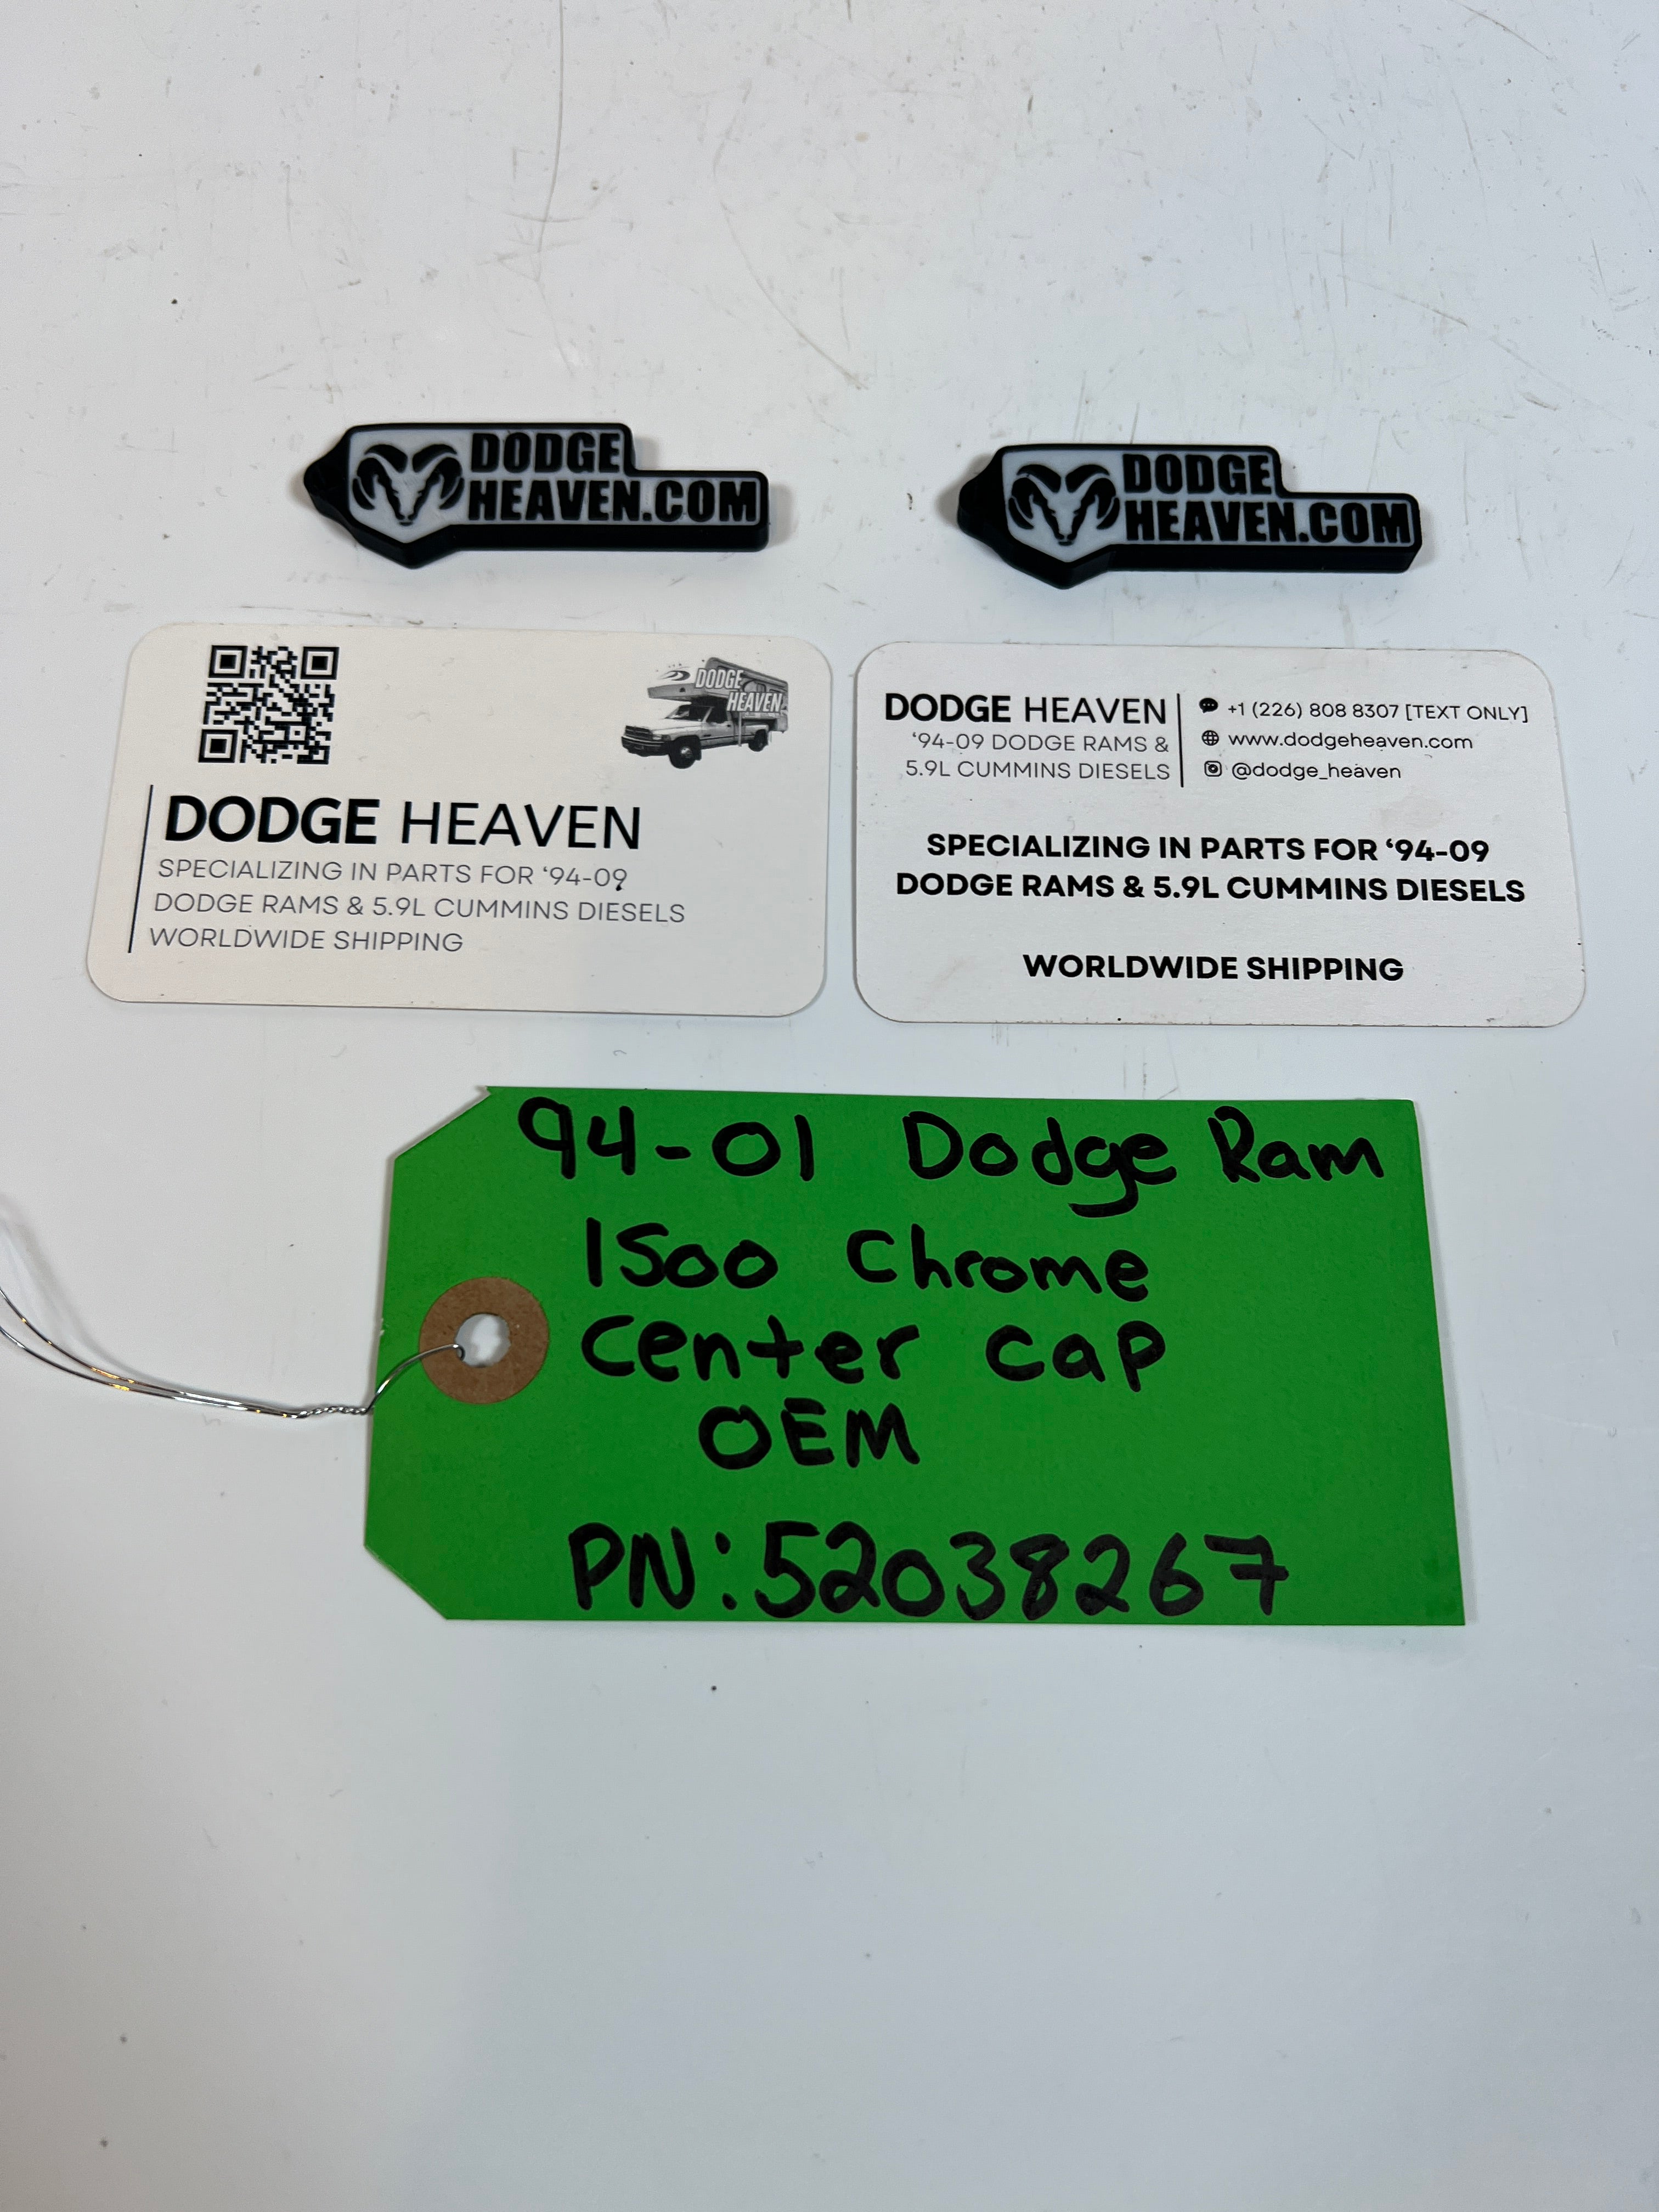 DODGE
HEAVEN.COM
DODGE
HEAVEN.COM
DODGE
HEAVEN
DODGE HEAVEN
SPECIALIZING IN PARTS FOR ‘94-09
DODGE RAMS & 5.9L CUMMINS DIESELS
WORLDWIDE SHIPPING
DODGE HEAVEN
‘94-09 DODGE RAMS &
5.9L CUMMINS DIESELS
+1 (226) 808 8307 [TEXT ONLY]
www.dodgeheaven.com
@dodge_heaven
SPECIALIZING IN PARTS FOR ‘94-09
DODGE RAMS & 5.9L CUMMINS DIESELS
WORLDWIDE SHIPPING
94-01 Dodge Ram
1500 Chrome
Center Cap
OEM
PN:52038267